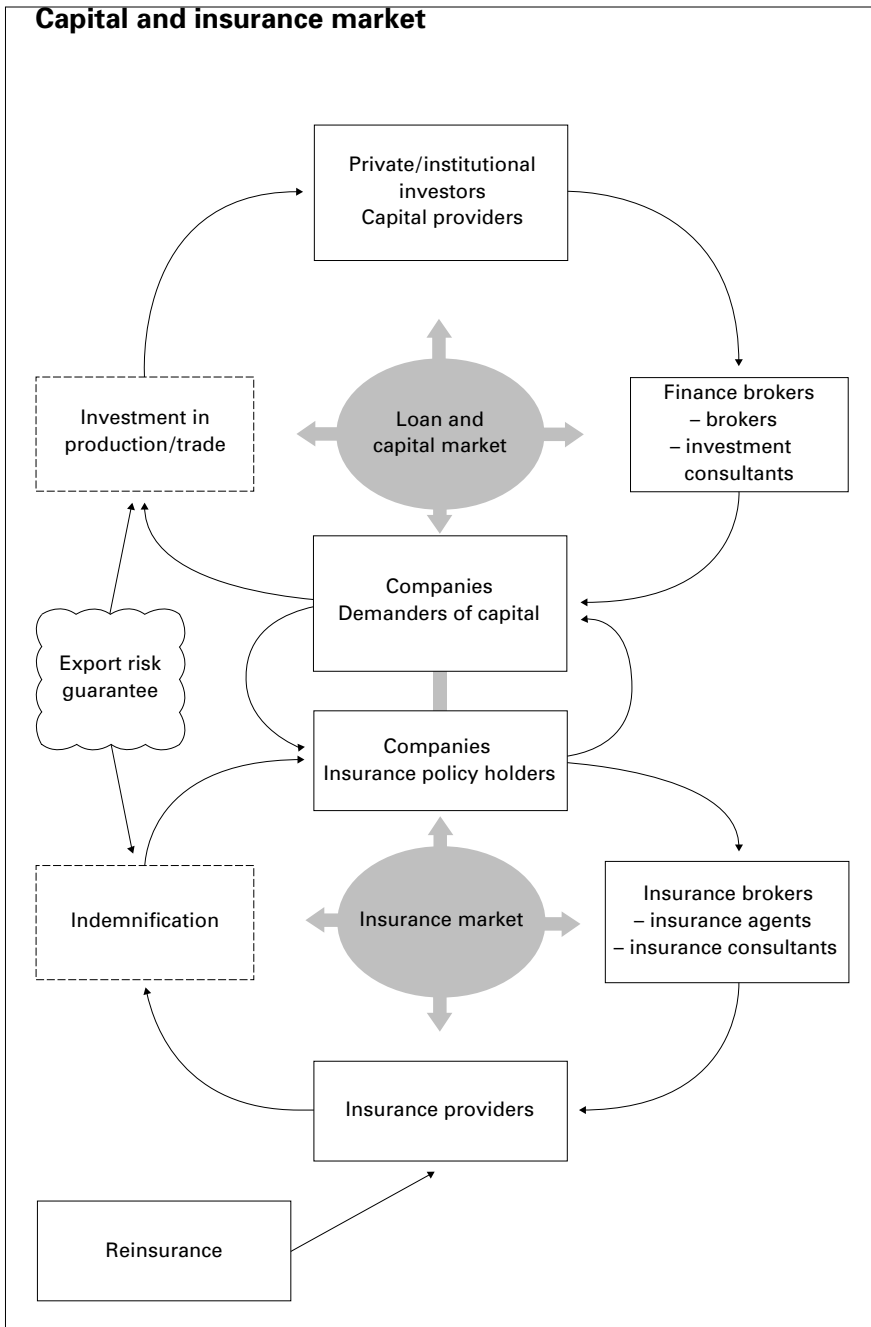 Capital and insurance market
Private/institutional
investors
Capital providers
Investment in
production/trade
Loan and
capital market
Finance brokers
– brokers
– investment
consultants
Companies
Demanders of capital
Export risk
guarantee
Companies
Insurance policy holders
Indemnification
Insurance market
Insurance brokers
– insurance agents
– insurance consultants
Insurance providers
Reinsurance